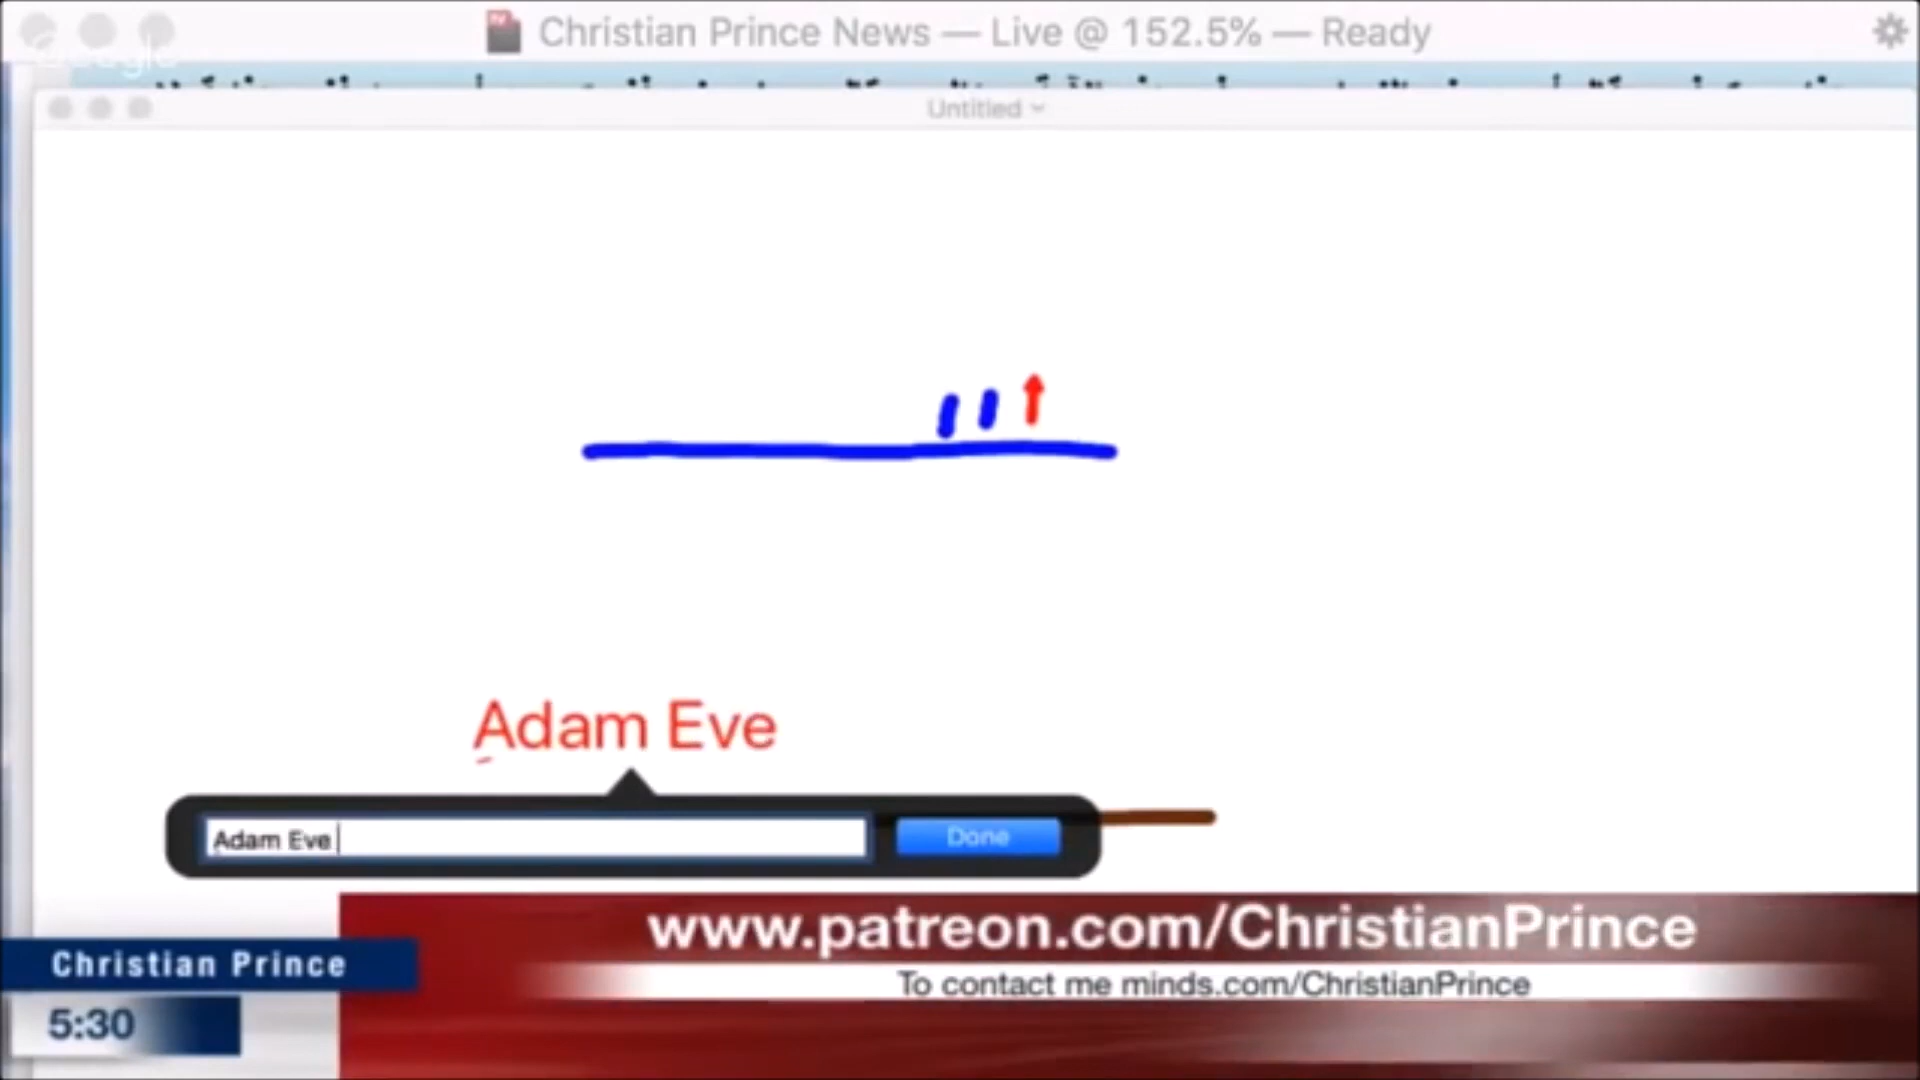 Christian Prince News — Live @ 152.5% — Ready
Google
Untitled
Adam Eve
Adam Eve
Done
www.patreon.com/ChristianPrince
To contact me minds.com/ChristianPrince
Christian Prince
5:30